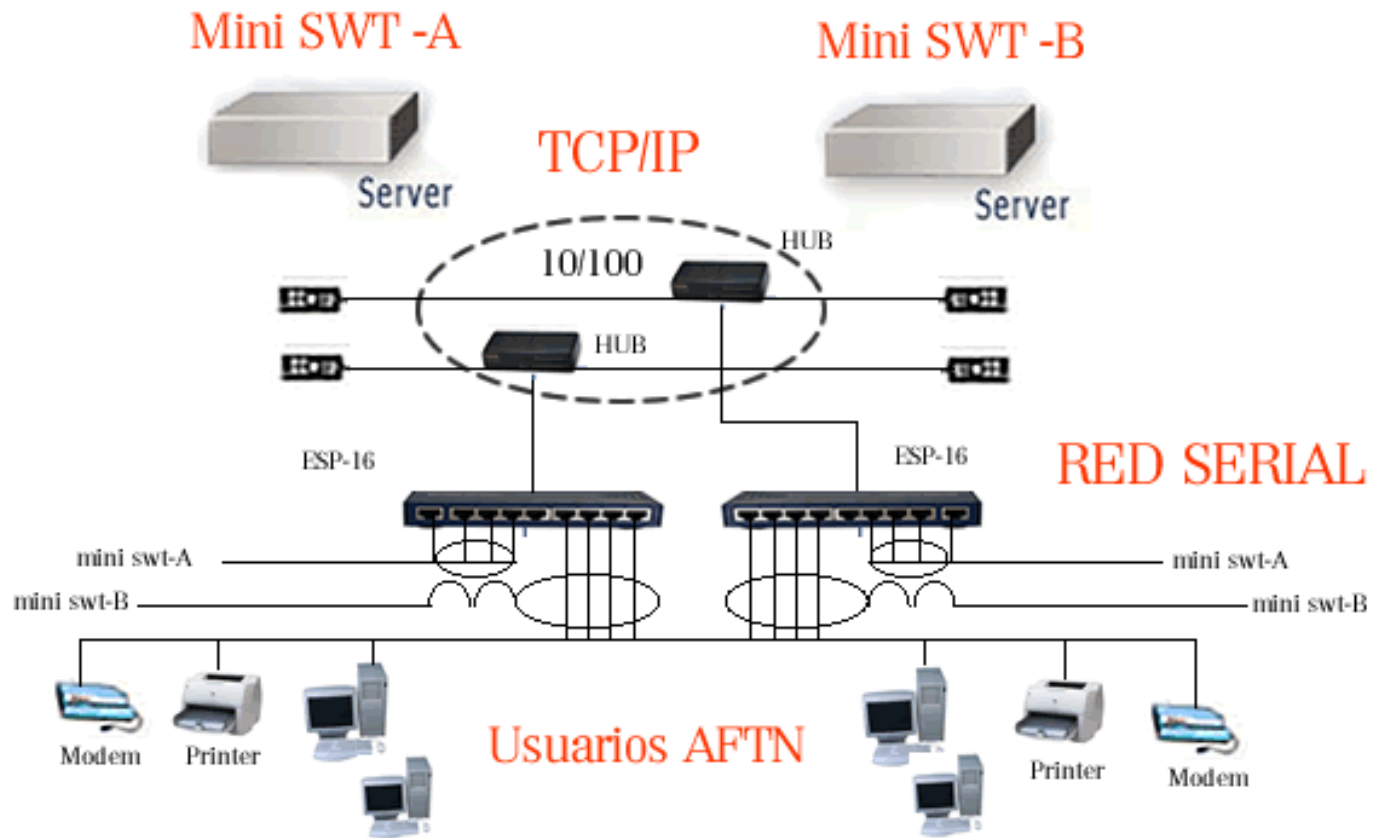 Mini SWT -A
Mini SWT -B
TCP/IP
Server
Server
HUB
10/100
HUB
ESP-16
ESP-16
RED SERIAL
mini swt-A
mini swt-A
mini swt-B
mini swt-B
Modem
Printer
Usuarios AFTN
Printer
Modem